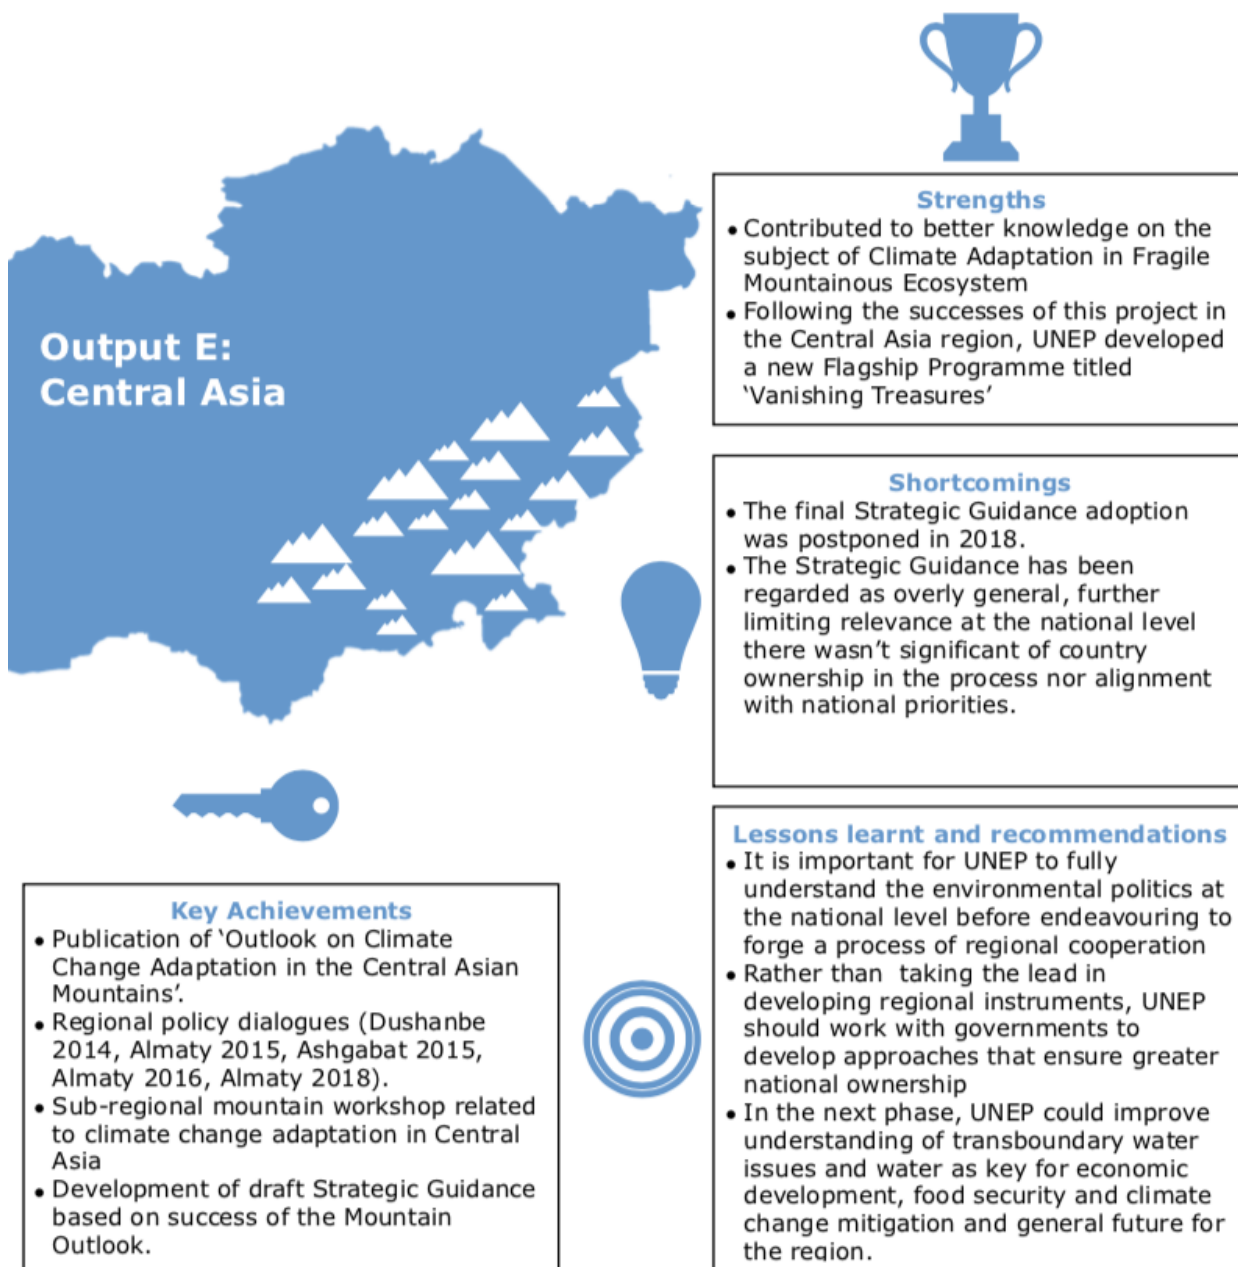 Output E:
Central Asia
Strengths
• Contributed to better knowledge on the
subject of Climate Adaptation in Fragile
Mountainous Ecosystem
• Following the successes of this project in
the Central Asia region, UNEP developed
a new Flagship Programme titled
‘Vanishing Treasures’
Shortcomings
• The final Strategic Guidance adoption
was postponed in 2018.
• The Strategic Guidance has been
regarded as overly general, further
limiting relevance at the national level
there wasn’t significant of country
ownership in the process nor alignment
with national priorities.
Key Achievements
• Publication of ‘Outlook on Climate
Change Adaptation in the Central Asian
Mountains’.
• Regional policy dialogues (Dushanbe
2014, Almaty 2015, Ashgabat 2015,
Almaty 2016, Almaty 2018).
• Sub-regional mountain workshop related
to climate change adaptation in Central
Asia
• Development of draft Strategic Guidance
based on success of the Mountain
Outlook.
Lessons learnt and recommendations
• It is important for UNEP to fully
understand the environmental politics at
the national level before endeavouring to
forge a process of regional cooperation
• Rather than taking the lead in
developing regional instruments, UNEP
should work with governments to
develop approaches that ensure greater
national ownership
• In the next phase, UNEP could improve
understanding of transboundary water
issues and water as key for economic
development, food security and climate
change mitigation and general future for
the region.